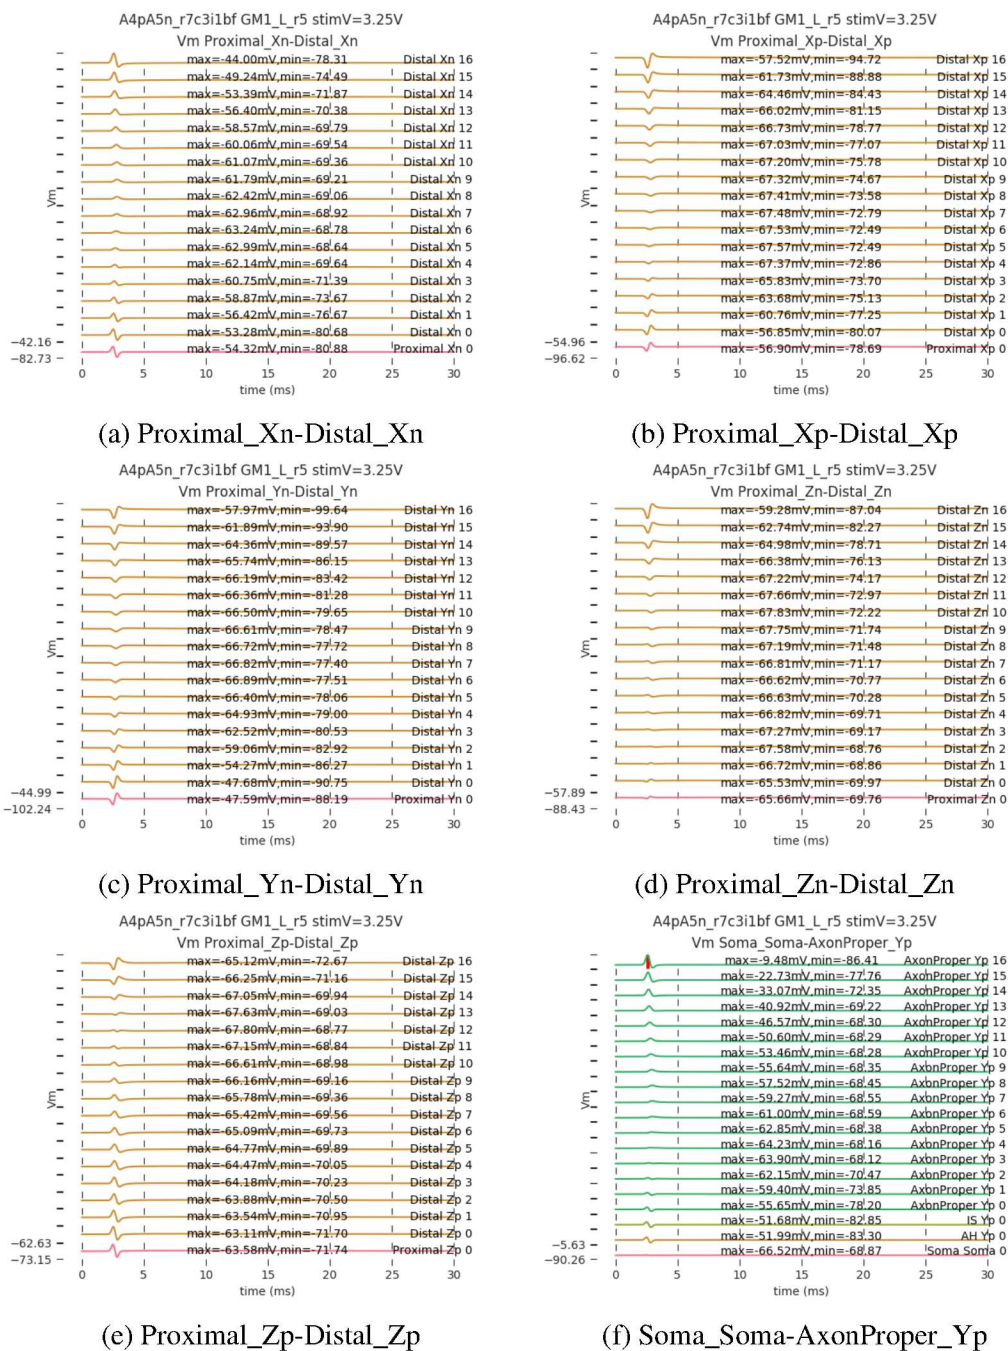 A4pA5n_r7c3i1bf GM1_L_r5 stimV=3.25V
Vm Proximal_Xn-Distal_Xn
max=-44.00mV,min=-78.31 Distal Xn 16
max=-49.24mV,min=-74.49 Distal Xn 15
max=-53.39mV,min=-71.87 Distal Xn 14
max=-56.40mV,min=-70.38 Distal Xn 13
max=-58.57mV,min=-69.79 Distal Xn 12
max=-60.06mV,min=-69.54 Distal Xn 11
max=-61.07mV,min=-69.36 Distal Xn 10
max=-61.79mV,min=-69.21 Distal Xn 9
max=-62.42mV,min=-69.06 Distal Xn 8
max=-62.96mV,min=-68.92 Distal Xn 7
max=-63.24mV,min=-68.78 Distal Xn 6
max=-62.99mV,min=-68.64 Distal Xn 5
max=-62.14mV,min=-69.64 Distal Xn 4
max=-60.75mV,min=-71.39 Distal Xn 3
max=-58.87mV,min=-73.67 Distal Xn 2
max=-56.42mV,min=-76.67 Distal Xn 1
max=-53.28mV,min=-80.68 Distal Xn 0
max=-54.32mV,min=-80.88 Proximal Xn 0
Vm
−42.16
−82.73
0 5 10 15 20 25 30
time (ms)
(a) Proximal_Xn-Distal_Xn
A4pA5n_r7c3i1bf GM1_L_r5 stimV=3.25V
Vm Proximal_Xp-Distal_Xp
max=-57.52mV,min=-94.72 Distal Xp 16
max=-61.73mV,min=-88.88 Distal Xp 15
max=-64.46mV,min=-84.43 Distal Xp 14
max=-66.02mV,min=-81.15 Distal Xp 13
max=-66.73mV,min=-78.77 Distal Xp 12
max=-67.03mV,min=-77.07 Distal Xp 11
max=-67.20mV,min=-75.78 Distal Xp 10
max=-67.32mV,min=-74.67 Distal Xp 9
max=-67.41mV,min=-73.58 Distal Xp 8
max=-67.48mV,min=-72.79 Distal Xp 7
max=-67.53mV,min=-72.49 Distal Xp 6
max=-67.57mV,min=-72.49 Distal Xp 5
max=-67.37mV,min=-72.86 Distal Xp 4
max=-65.83mV,min=-73.70 Distal Xp 3
max=-63.68mV,min=-75.13 Distal Xp 2
max=-60.76mV,min=-77.25 Distal Xp 1
max=-56.85mV,min=-80.07 Distal Xp 0
max=-56.90mV,min=-78.69 Proximal Xp 0
Vm
−54.96
−96.62
0 5 10 15 20 25 30
time (ms)
(b) Proximal_Xp-Distal_Xp
A4pA5n_r7c3i1bf GM1_L_r5 stimV=3.25V
Vm Proximal_Yn-Distal_Yn
max=-57.97mV,min=-99.64 Distal Yn 16
max=-61.89mV,min=-93.90 Distal Yn 15
max=-64.36mV,min=-89.57 Distal Yn 14
max=-65.74mV,min=-86.15 Distal Yn 13
max=-66.19mV,min=-83.42 Distal Yn 12
max=-66.36mV,min=-81.28 Distal Yn 11
max=-66.50mV,min=-79.65 Distal Yn 10
max=-66.61mV,min=-78.47 Distal Yn 9
max=-66.72mV,min=-77.72 Distal Yn 8
max=-66.82mV,min=-77.40 Distal Yn 7
max=-66.89mV,min=-77.51 Distal Yn 6
max=-66.40mV,min=-78.06 Distal Yn 5
max=-64.93mV,min=-79.00 Distal Yn 4
max=-62.52mV,min=-80.53 Distal Yn 3
max=-59.06mV,min=-82.92 Distal Yn 2
max=-54.27mV,min=-86.27 Distal Yn 1
max=-47.68mV,min=-90.75 Distal Yn 0
max=-47.59mV,min=-88.19 Proximal Yn 0
Vm
−44.99
−102.24
0 5 10 15 20 25 30
time (ms)
(c) Proximal_Yn-Distal_Yn
A4pA5n_r7c3i1bf GM1_L_r5 stimV=3.25V
Vm Proximal_Zn-Distal_Zn
max=-59.28mV,min=-87.04 Distal Zn 16
max=-62.74mV,min=-82.27 Distal Zn 15
max=-64.98mV,min=-78.71 Distal Zn 14
max=-66.38mV,min=-76.13 Distal Zn 13
max=-67.22mV,min=-74.17 Distal Zn 12
max=-67.66mV,min=-72.97 Distal Zn 11
max=-67.83mV,min=-72.22 Distal Zn 10
max=-67.75mV,min=-71.74 Distal Zn 9
max=-67.19mV,min=-71.48 Distal Zn 8
max=-66.81mV,min=-71.17 Distal Zn 7
max=-66.62mV,min=-70.77 Distal Zn 6
max=-66.63mV,min=-70.28 Distal Zn 5
max=-66.82mV,min=-69.71 Distal Zn 4
max=-67.27mV,min=-69.17 Distal Zn 3
max=-67.58mV,min=-68.76 Distal Zn 2
max=-66.72mV,min=-68.86 Distal Zn 1
max=-65.53mV,min=-69.97 Distal Zn 0
max=-65.66mV,min=-69.76 Proximal Zn 0
Vm
−57.89
−88.43
0 5 10 15 20 25 30
time (ms)
(d) Proximal_Zn-Distal_Zn
A4pA5n_r7c3i1bf GM1_L_r5 stimV=3.25V
Vm Proximal_Zp-Distal_Zp
max=-65.12mV,min=-72.67 Distal Zp 16
max=-66.25mV,min=-71.16 Distal Zp 15
max=-67.05mV,min=-69.94 Distal Zp 14
max=-67.63mV,min=-69.03 Distal Zp 13
max=-67.80mV,min=-68.77 Distal Zp 12
max=-67.15mV,min=-68.84 Distal Zp 11
max=-66.61mV,min=-68.98 Distal Zp 10
max=-66.16mV,min=-69.16 Distal Zp 9
max=-65.78mV,min=-69.36 Distal Zp 8
max=-65.42mV,min=-69.56 Distal Zp 7
max=-65.09mV,min=-69.73 Distal Zp 6
max=-64.77mV,min=-69.89 Distal Zp 5
max=-64.47mV,min=-70.05 Distal Zp 4
max=-64.18mV,min=-70.23 Distal Zp 3
max=-63.88mV,min=-70.50 Distal Zp 2
max=-63.54mV,min=-70.95 Distal Zp 1
max=-63.11mV,min=-71.70 Distal Zp 0
max=-63.58mV,min=-71.74 Proximal Zp 0
Vm
−62.63
−73.15
0 5 10 15 20 25 30
time (ms)
(e) Proximal_Zp-Distal_Zp
A4pA5n_r7c3i1bf GM1_L_r5 stimV=3.25V
Vm Soma_Soma-AxonProper_Yp
max=-9.48mV,min=-86.41 AxonProper Yp 16
max=-22.73mV,min=-77.76 AxonProper Yp 15
max=-33.07mV,min=-72.35 AxonProper Yp 14
max=-40.92mV,min=-69.22 AxonProper Yp 13
max=-46.57mV,min=-68.30 AxonProper Yp 12
max=-50.60mV,min=-68.29 AxonProper Yp 11
max=-53.46mV,min=-68.28 AxonProper Yp 10
max=-55.64mV,min=-68.35 AxonProper Yp 9
max=-57.52mV,min=-68.45 AxonProper Yp 8
max=-59.27mV,min=-68.55 AxonProper Yp 7
max=-61.00mV,min=-68.59 AxonProper Yp 6
max=-62.85mV,min=-68.38 AxonProper Yp 5
max=-64.23mV,min=-68.16 AxonProper Yp 4
max=-63.90mV,min=-68.12 AxonProper Yp 3
max=-62.15mV,min=-70.47 AxonProper Yp 2
max=-59.40mV,min=-73.85 AxonProper Yp 1
max=-55.65mV,min=-78.20 AxonProper Yp 0
max=-51.68mV,min=-82.85 IS Yp 0
max=-51.99mV,min=-83.30 AH Yp 0
max=-66.52mV,min=-68.87 Soma Soma 0
Vm
−5.63
−90.26
0 5 10 15 20 25 30
time (ms)
(f) Soma_Soma-AxonProper_Yp